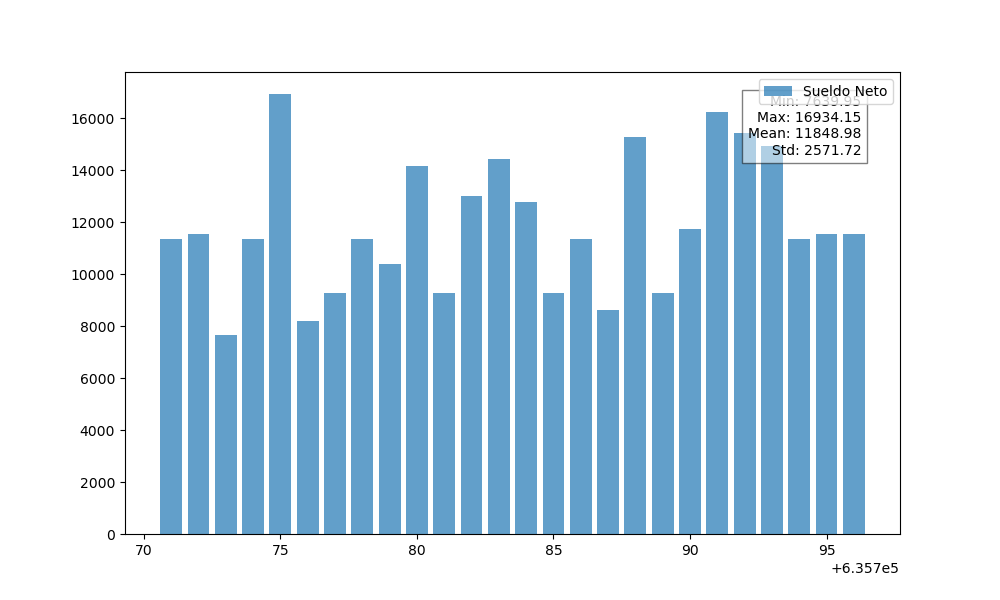 Sueldo Neto
Min: 7639.95
Max: 16934.15
Mean: 11848.98
Std: 2571.72
16000
14000
12000
10000
8000
6000
4000
2000
0
70 75 80 85 90 95
+6.357e5